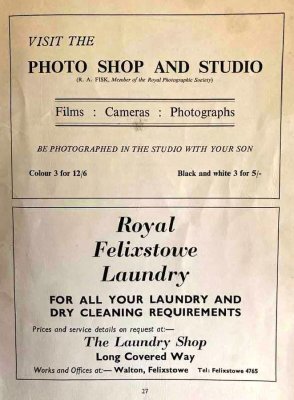 VISIT THE
PHOTO SHOP AND STUDIO
(R. A. FISK, Member of the Royal Photographic Society)
Films : Cameras : Photographs
BE PHOTOGRAPHED IN THE STUDIO WITH YOUR SON
Colour 3 for 12/6 Black and white 3 for 5/-
Royal
Felixstowe
Laundry
FOR ALL YOUR LAUNDRY AND
DRY CLEANING REQUIREMENTS
Prices and service details on request at:—
The Laundry Shop
Long Covered Way
Works and Offices at:— Walton, Felixstowe Tel: Felixstowe 4765
27